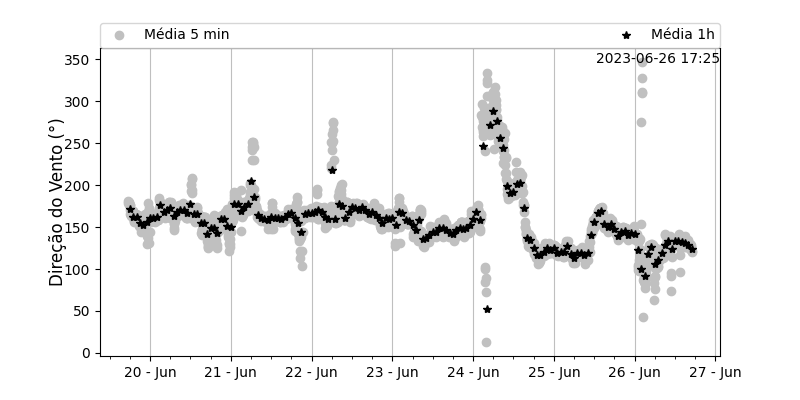 Média 5 min
Média 1h
2023-06-26 17:25
Direção do Vento (°)
350
300
250
200
150
100
50
0
20 - Jun
21 - Jun
22 - Jun
23 - Jun
24 - Jun
25 - Jun
26 - Jun
27 - Jun